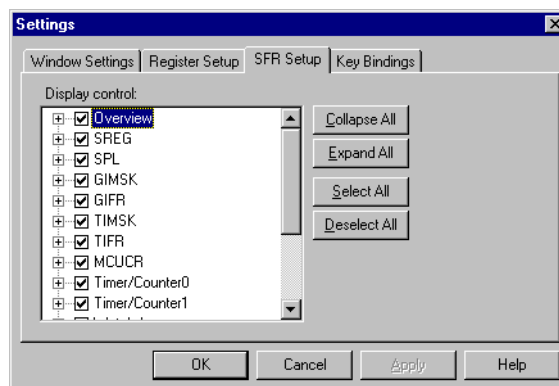 Settings
Window Settings Register Setup SFR Setup Key Bindings
Display control:
Overview
SREG
SPL
GIMSK
GIFR
TIMSK
TIFR
MCUCR
Timer/Counter0
Timer/Counter1
Collapse All
Expand All
Select All
Deselect All
OK Cancel Apply Help